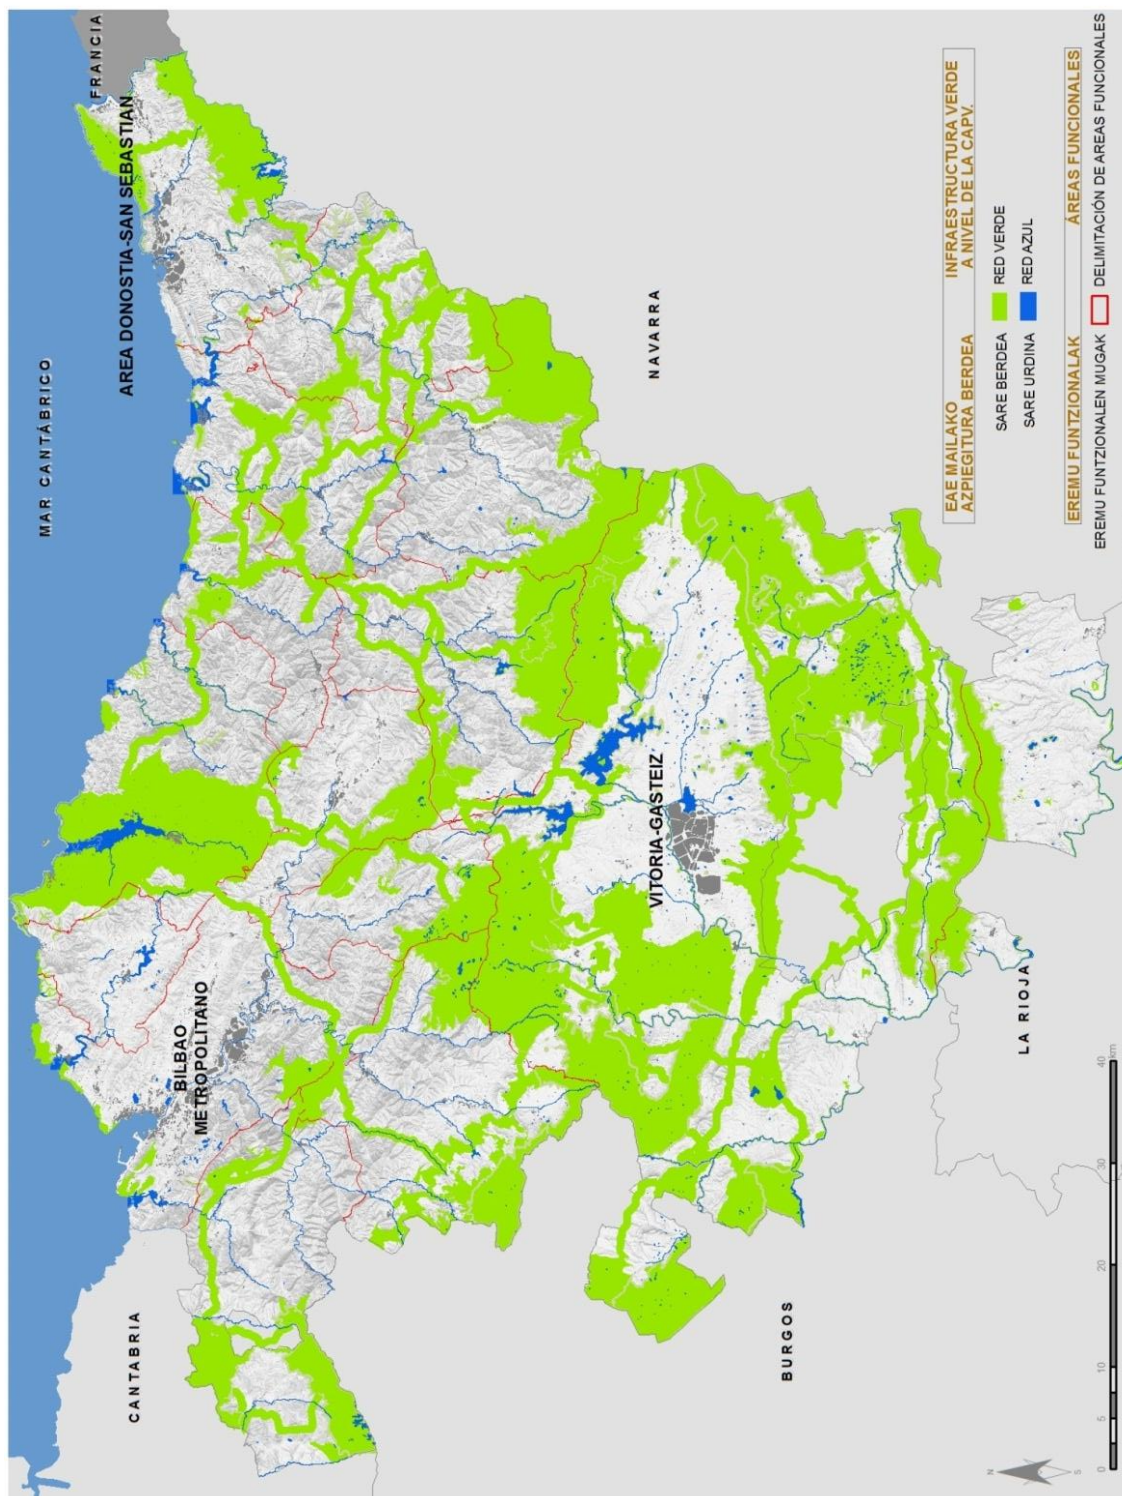 MAR CANTÁBRICO
FRANCIA
AREA DONOSTIA-SAN SEBASTIAN
BILBAO
METROPOLITANO
CANTABRIA
NAVARRA
VITORIA-GASTEIZ
BURGOS
LA RIOJA
EAE MAILAKO
AZPIEGITURA BERDEA
INFRAESTRUCTURA VERDE
A NIVEL DE LA CAPV.
SARE BERDEA RED VERDE
SARE URDINA RED AZUL
EREMU FUNTZIONALAK ÁREAS FUNCIONALES
EREMU FUNTZIONALEN MUGAK DELIMITACIÓN DE AREAS FUNCIONALES
N
S
0 5 10 20 30 40 km